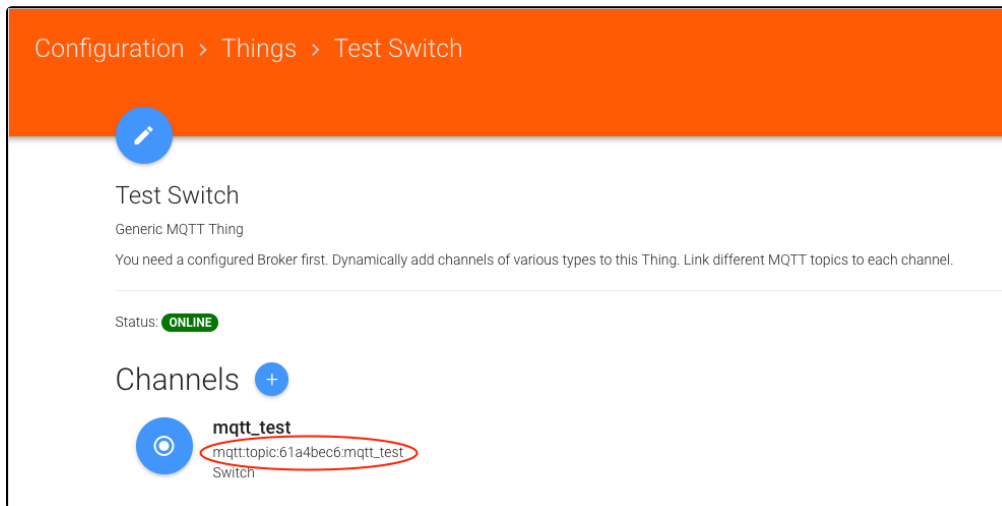 Configuration > Things > Test Switch
Test Switch
Generic MQTT Thing
You need a configured Broker first. Dynamically add channels of various types to this Thing. Link different MQTT topics to each channel.
Status: ONLINE
Channels +
mqtt_test
mqtt:topic:61a4bec6:mqtt_test
Switch